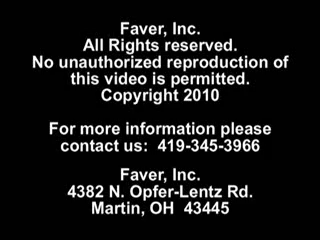 Faver, Inc.
All Rights reserved.
No unauthorized reproduction of
this video is permitted.
Copyright 2010
For more information please
contact us:  419-345-3966
Faver, Inc.
4382 N. Opfer-Lentz Rd.
Martin, OH  43445